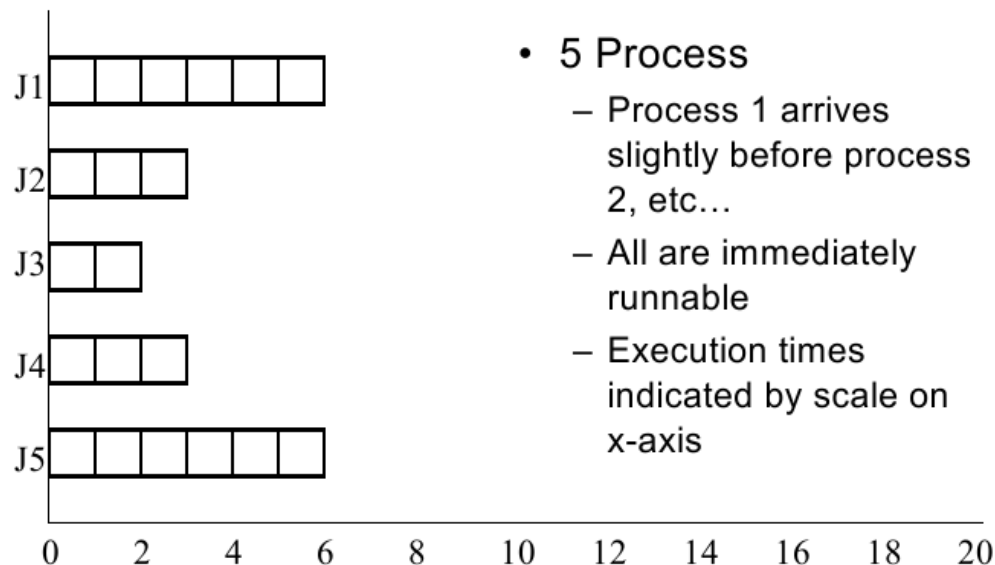 J1
J2
J3
J4
J5
0 2 4 6 8 10 12 14 16 18 20
• 5 Process
– Process 1 arrives
slightly before process
2, etc…
– All are immediately
runnable
– Execution times
indicated by scale on
x-axis